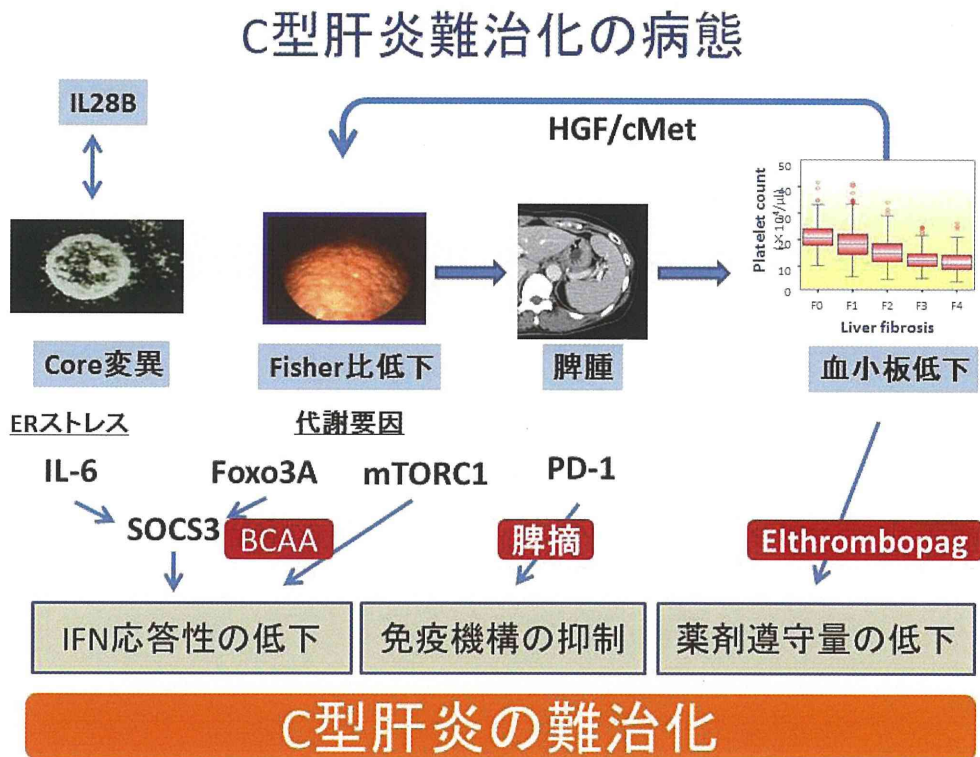 C型肝炎難治化の病態
IL28B
HGF/cMet
Platelet count
(×10⁴/μl)
50
40
30
20
10
0
F0 F1 F2 F3 F4
Liver fibrosis
Core変異
Fisher比低下
脾腫
血小板低下
ERストレス
代謝要因
IL-6
Foxo3A
mTORC1
PD-1
SOCS3
BCAA
脾摘
Elthrombopag
IFN応答性の低下
免疫機構の抑制
薬剤遵守量の低下
C型肝炎の難治化